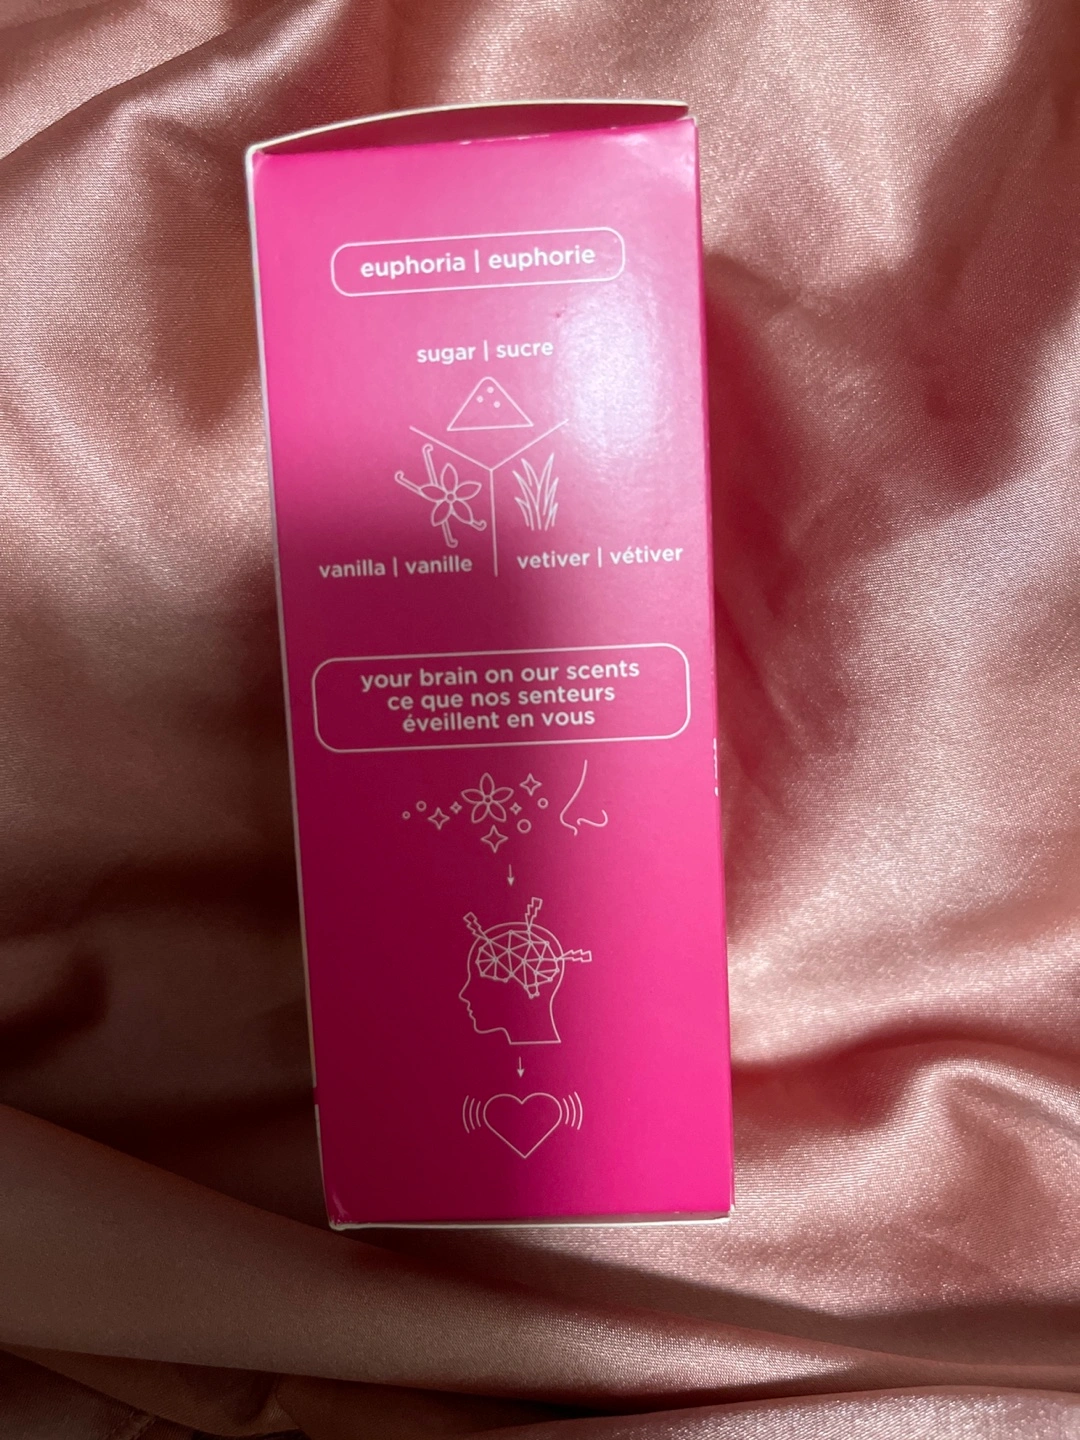 euphoria | euphorie
sugar | sucre
vanilla | vanille
vetiver | vétiver
your brain on our scents
ce que nos senteurs
éveillent en vous